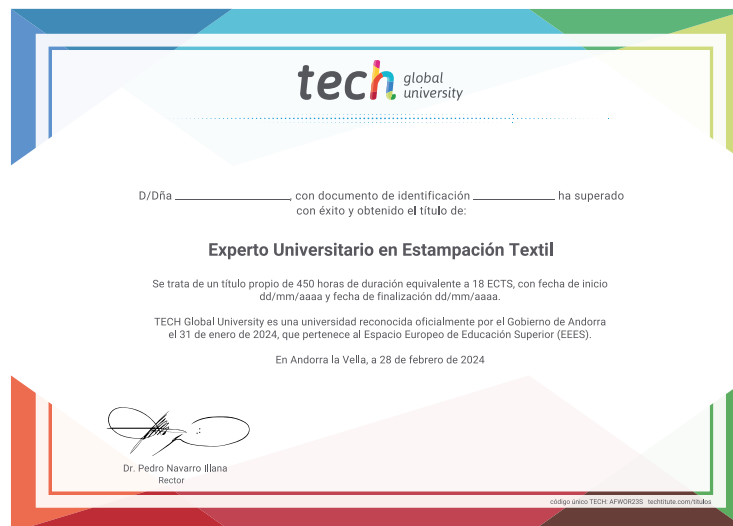 tech global
university
D/Dña ____________________, con documento de identificación ______________ ha superado
con éxito y obtenido el título de:
Experto Universitario en Estampación Textil
Se trata de un título propio de 450 horas de duración equivalente a 18 ECTS, con fecha de inicio
dd/mm/aaaa y fecha de finalización dd/mm/aaaa.
TECH Global University es una universidad reconocida oficialmente por el Gobierno de Andorra
el 31 de enero de 2024, que pertenece al Espacio Europeo de Educación Superior (EEES).
En Andorra la Vella, a 28 de febrero de 2024
Dr. Pedro Navarro Illana
Rector
código único TECH: AFWOR23S techtitute.com/titulos